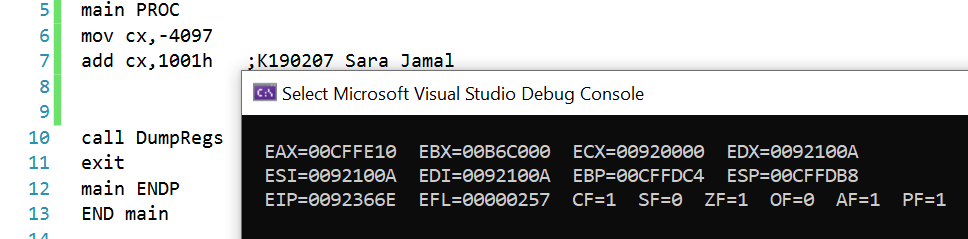 5 main PROC
6 mov cx,-4097
7 add cx,1001h ;K190207 Sara Jamal
8
9
10 call DumpRegs
11 exit
12 main ENDP
13 END main
14
C:\ Select Microsoft Visual Studio Debug Console
EAX=00CFFE10 EBX=00B6C000 ECX=00920000 EDX=0092100A
ESI=0092100A EDI=0092100A EBP=00CFFDC4 ESP=00CFFDB8
EIP=0092366E EFL=00000257 CF=1 SF=0 ZF=1 OF=0 AF=1 PF=1